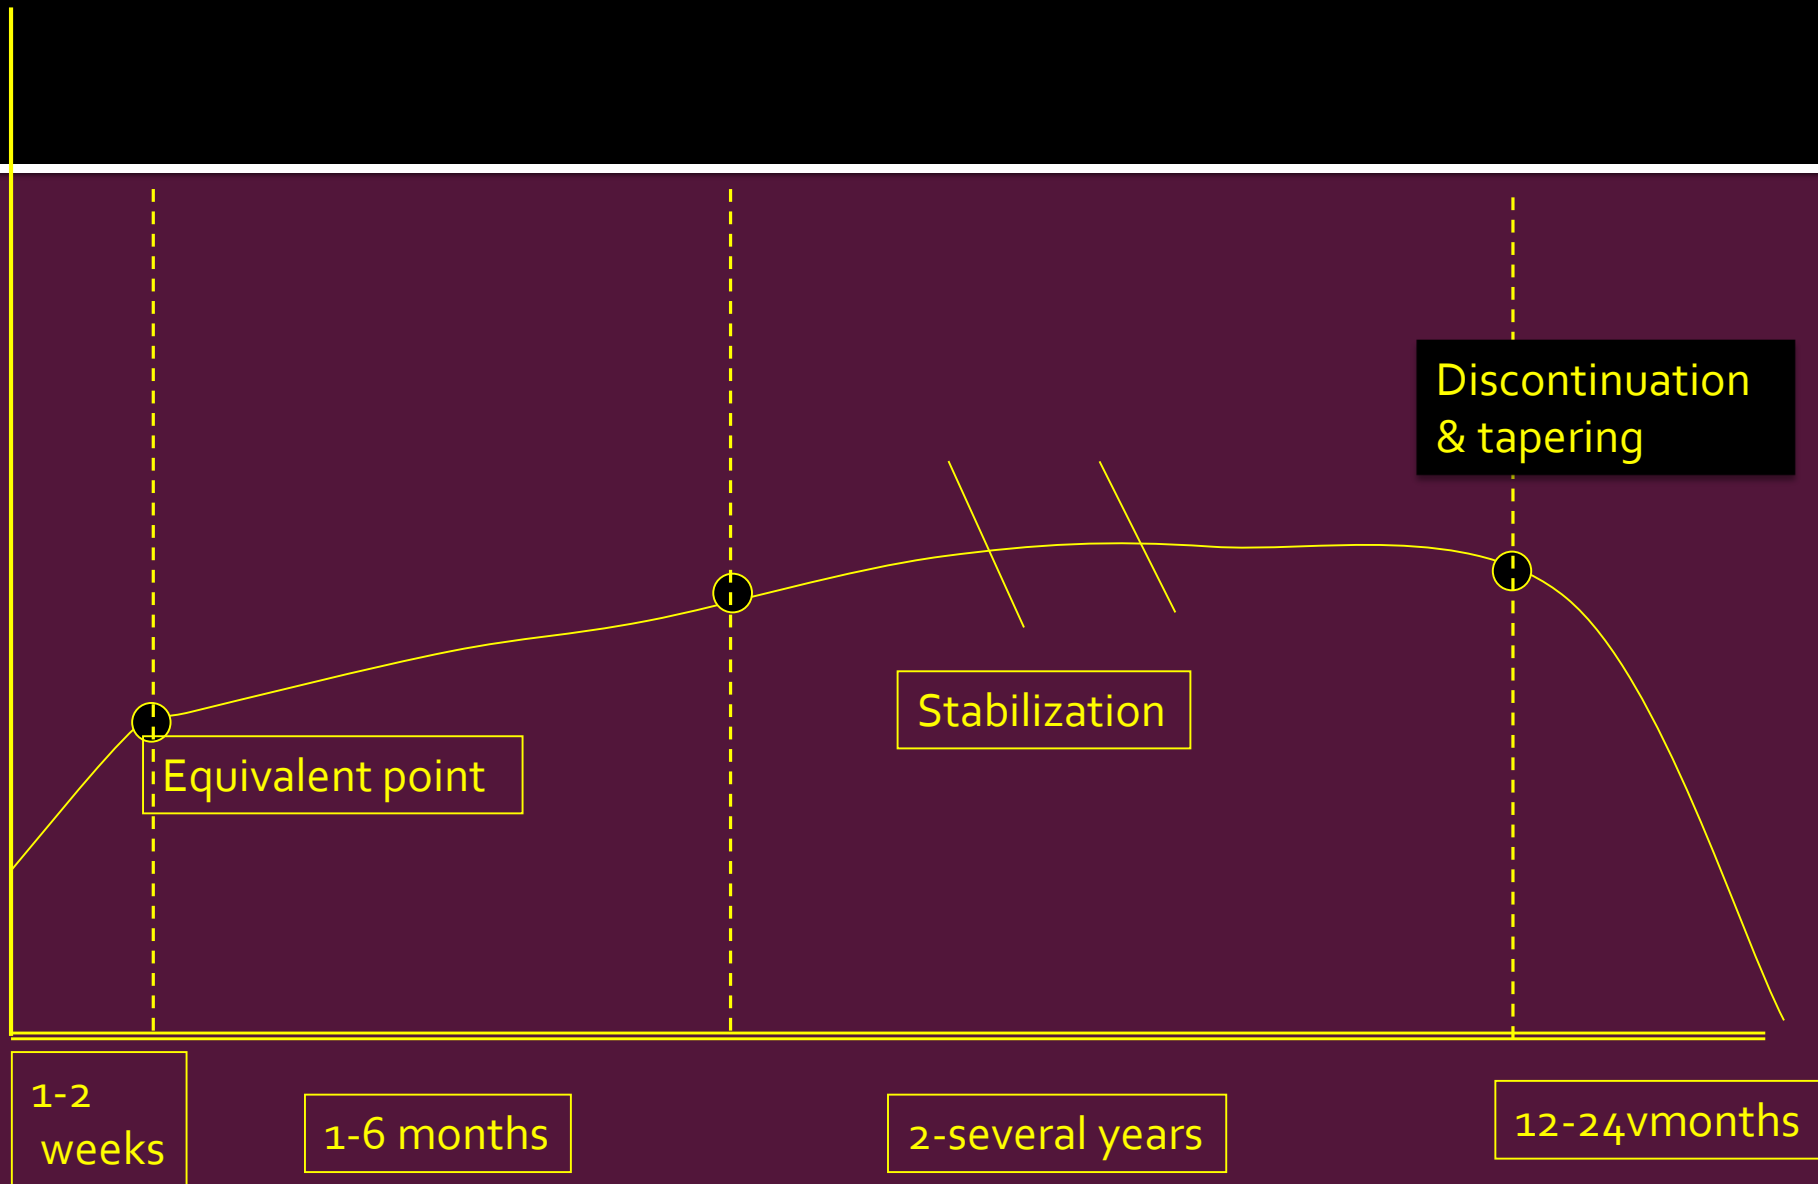 Discontinuation
& tapering
Stabilization
Equivalent point
1-2
weeks
1-6 months
2-several years
12-24vmonths